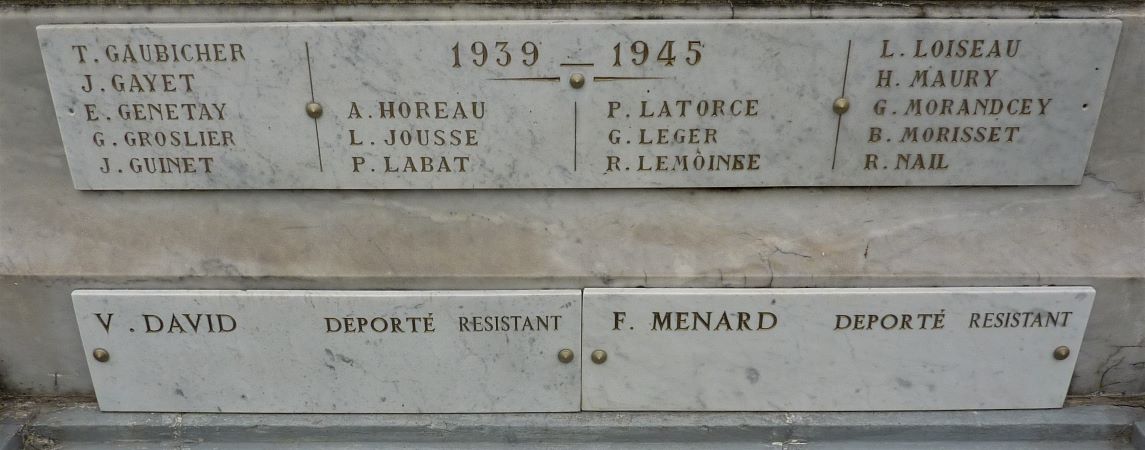 1939 _ 1945
T. GAUBICHER
J. GAYET
E. GENETAY
G. GROSLIER
J. GUINET
A. HOREAU
L. JOUSSE
P. LABAT
P. LATORCE
G. LEGER
R. LEMOINKE
L. LOISEAU
H. MAURY
G. MORANDCEY
B. MORISSET
R. NAIL
V. DAVID DEPORTÉ RESISTANT
F. MENARD DEPORTÉ RESISTANT